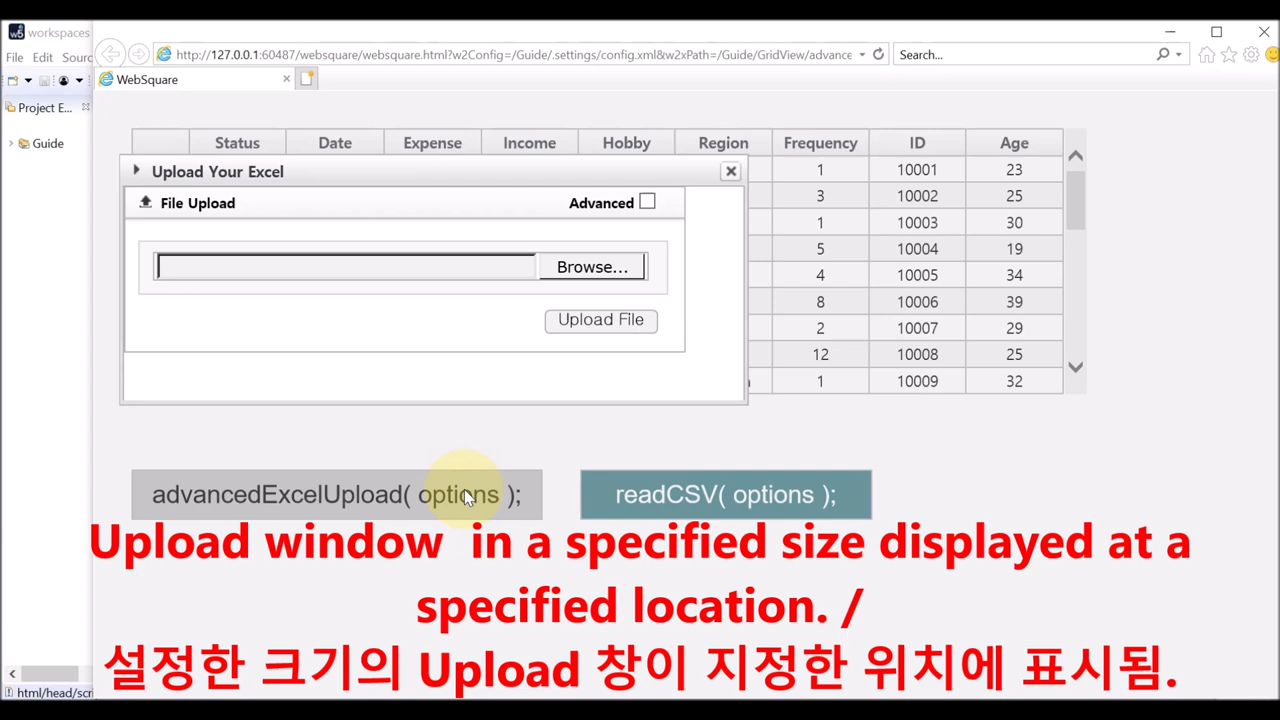 workspaces
File Edit Sourc
http://127.0.0.1:60487/websquare/websquare.html?w2Config=/Guide/.settings/config.xml&w2xPath=/Guide/GridView/advance
Search...
WebSquare
Project E...
Guide
Status Date Expense Income Hobby Region Frequency ID Age
Upload Your Excel
File Upload Advanced
Browse...
Upload File
1 10001 23
3 10002 25
1 10003 30
5 10004 19
4 10005 34
8 10006 39
2 10007 29
12 10008 25
1 10009 32
advancedExcelUpload( options );
readCSV( options );
Upload window in a specified size displayed at a
specified location. /
설정한 크기의 Upload 창이 지정한 위치에 표시됨.
html/head/scri